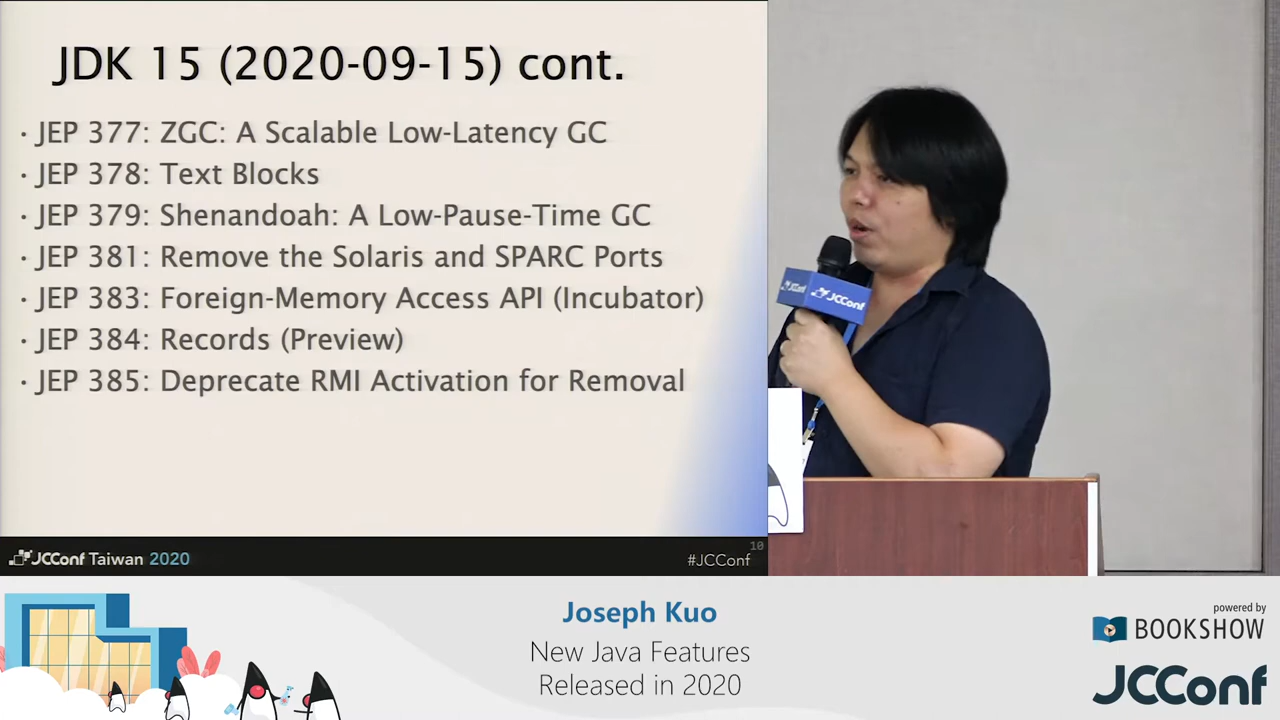 JDK 15 (2020-09-15) cont.
• JEP 377: ZGC: A Scalable Low-Latency GC
• JEP 378: Text Blocks
• JEP 379: Shenandoah: A Low-Pause-Time GC
• JEP 381: Remove the Solaris and SPARC Ports
• JEP 383: Foreign-Memory Access API (Incubator)
• JEP 384: Records (Preview)
• JEP 385: Deprecate RMI Activation for Removal
10
JCConf Taiwan 2020
#JCConf
JCConf
JCConf
Joseph Kuo
New Java Features
Released in 2020
powered by
BOOKSHOW
JCConf